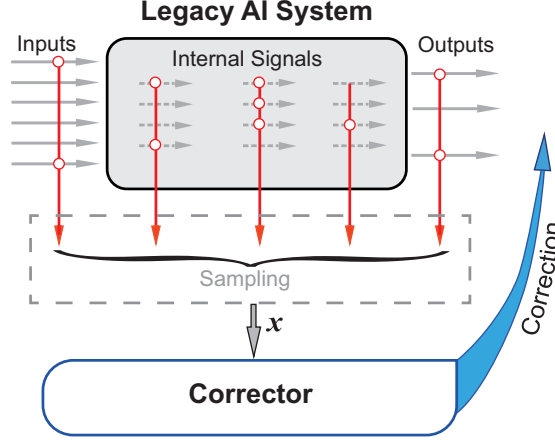 Legacy AI System
Inputs
Internal Signals
Outputs
Sampling
x
Correction
Corrector